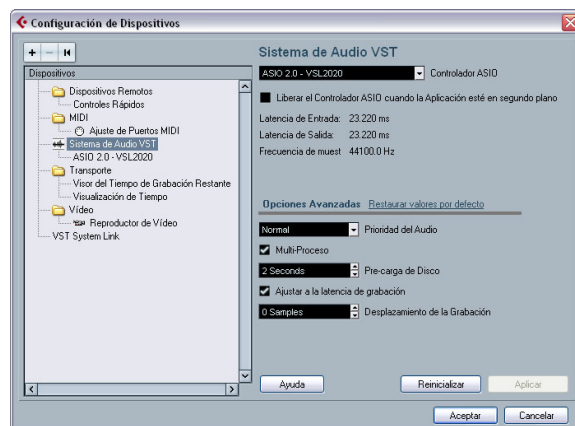 Configuración de Dispositivos
Dispositivos
Dispositivos Remotos
Controles Rápidos
MIDI
Ajuste de Puertos MIDI
Sistema de Audio VST
ASIO 2.0 - VSL2020
Transporte
Visor del Tiempo de Grabación Restante
Visualización de Tiempo
Vídeo
Reproductor de Vídeo
VST System Link
Sistema de Audio VST
ASIO 2.0 - VSL2020 Controlador ASIO
Liberar el Controlador ASIO cuando la Aplicación esté en segundo plano
Latencia de Entrada: 23.220 ms
Latencia de Salida: 23.220 ms
Frecuencia de muest 44100.0 Hz
Opciones Avanzadas Restaurar valores por defecto
Normal Prioridad del Audio
Multi-Proceso
2 Seconds Pre-carga de Disco
Ajustar a la latencia de grabación
0 Samples Desplazamiento de la Grabación
Ayuda Reinicializar Aplicar
Aceptar Cancelar